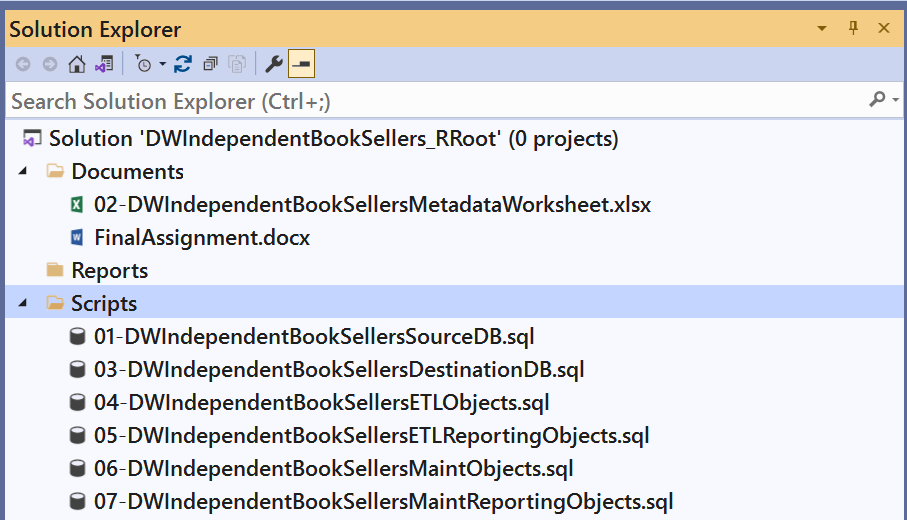 Solution Explorer
Search Solution Explorer (Ctrl+;)
Solution 'DWIndependentBookSellers_RRoot' (0 projects)
Documents
02-DWIndependentBookSellersMetadataWorksheet.xlsx
FinalAssignment.docx
Reports
Scripts
01-DWIndependentBookSellersSourceDB.sql
03-DWIndependentBookSellersDestinationDB.sql
04-DWIndependentBookSellersETLObjects.sql
05-DWIndependentBookSellersETLReportingObjects.sql
06-DWIndependentBookSellersMaintObjects.sql
07-DWIndependentBookSellersMaintReportingObjects.sql